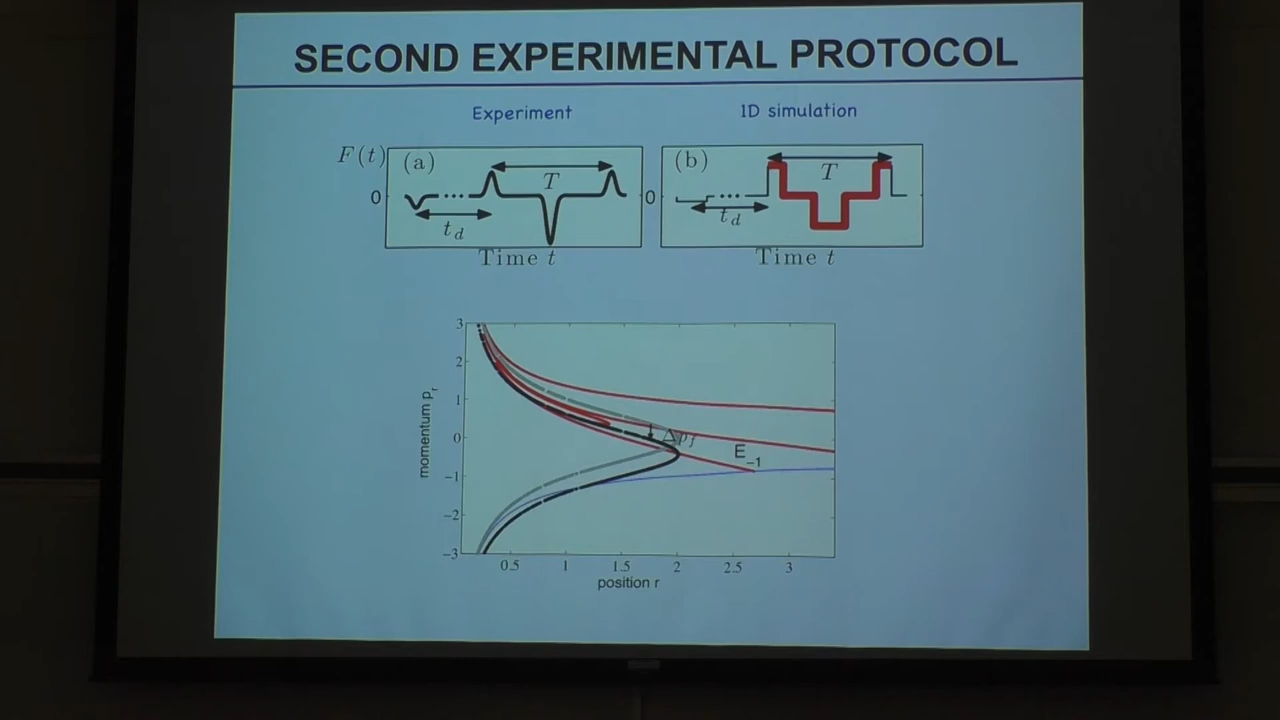 SECOND EXPERIMENTAL PROTOCOL
Experiment
1D simulation
F(t)
(a)
T
0
t_d
Time t
(b)
T
0
t_d
Time t
3
2
1
0
−1
−2
−3
momentum p_r
Δp_f
E_−1
0.5 1 1.5 2 2.5 3
position r